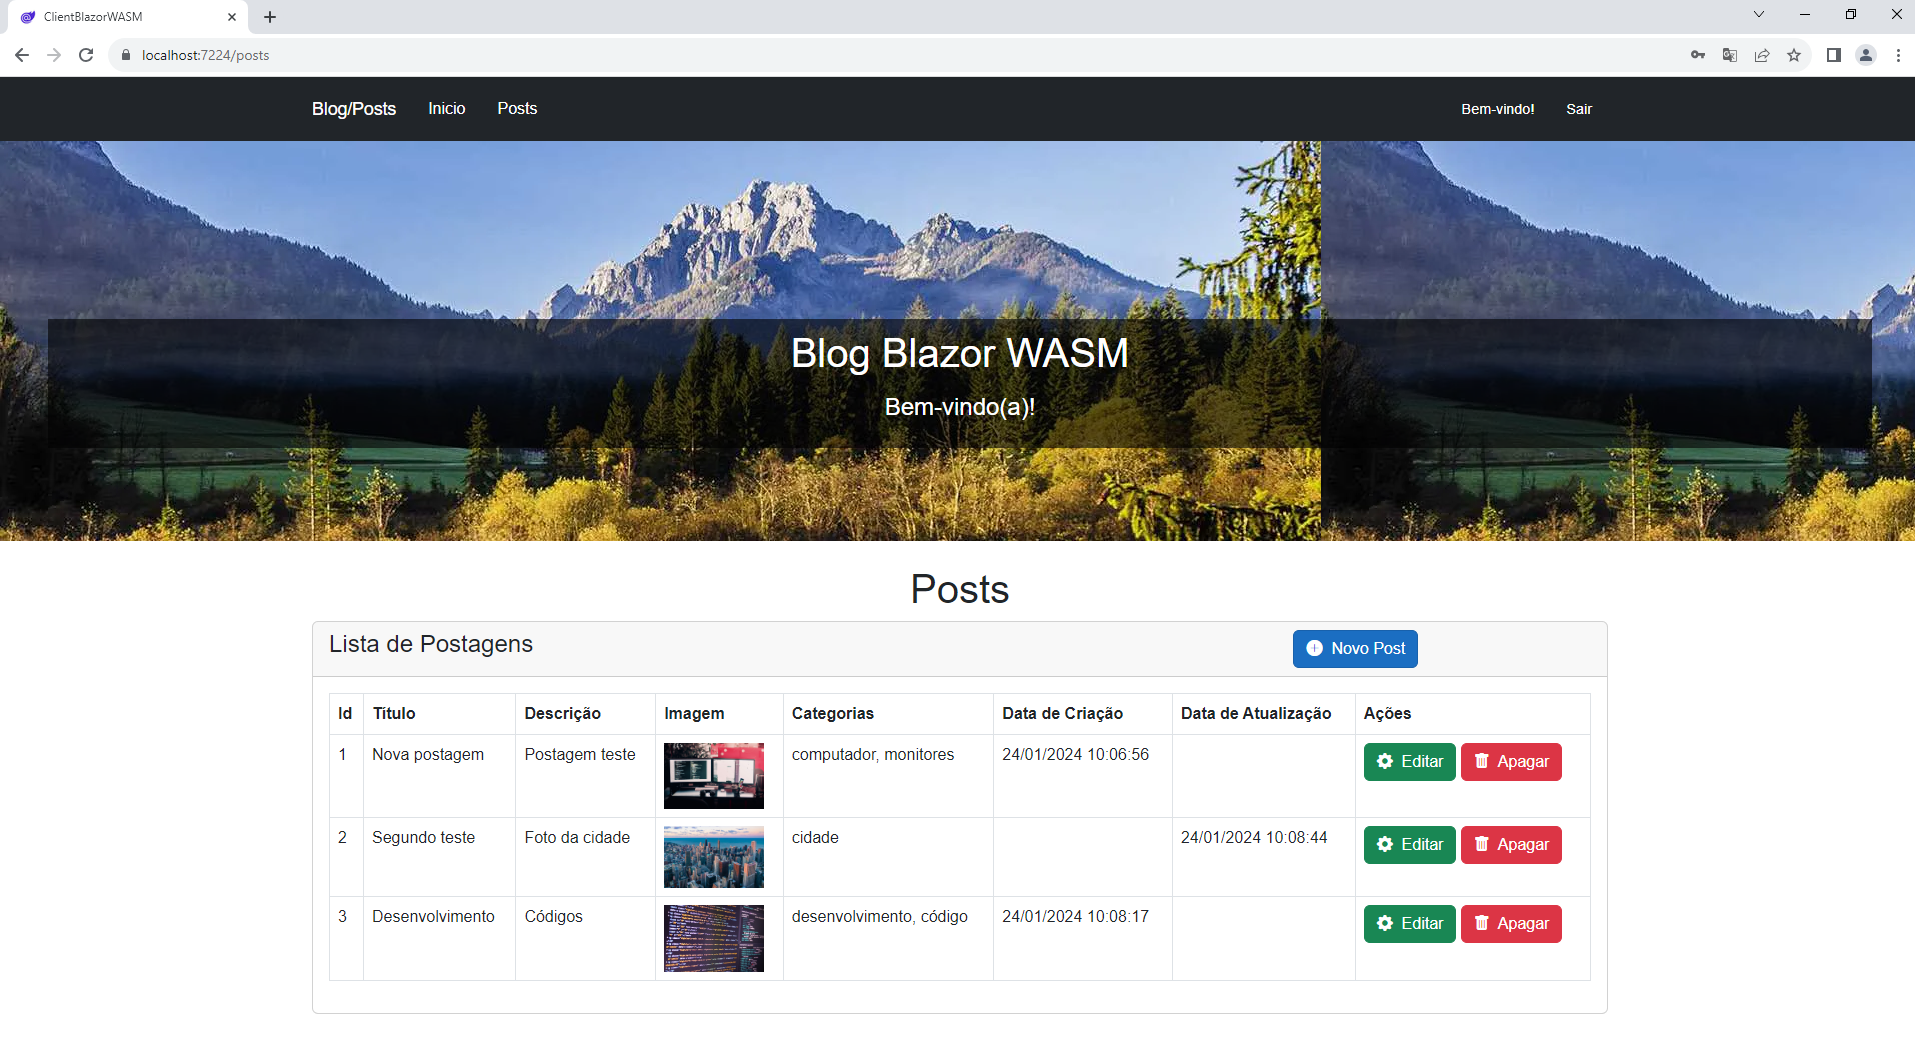 ClientBlazorWASM
localhost:7224/posts
Blog/Posts Inicio Posts Bem-vindo! Sair
Blog Blazor WASM
Bem-vindo(a)!
Posts
Lista de Postagens Novo Post
Id Título Descrição Imagem Categorias Data de Criação Data de Atualização Ações
1 Nova postagem Postagem teste computador, monitores 24/01/2024 10:06:56 Editar Apagar
2 Segundo teste Foto da cidade cidade 24/01/2024 10:08:44 Editar Apagar
3 Desenvolvimento Códigos desenvolvimento, código 24/01/2024 10:08:17 Editar Apagar